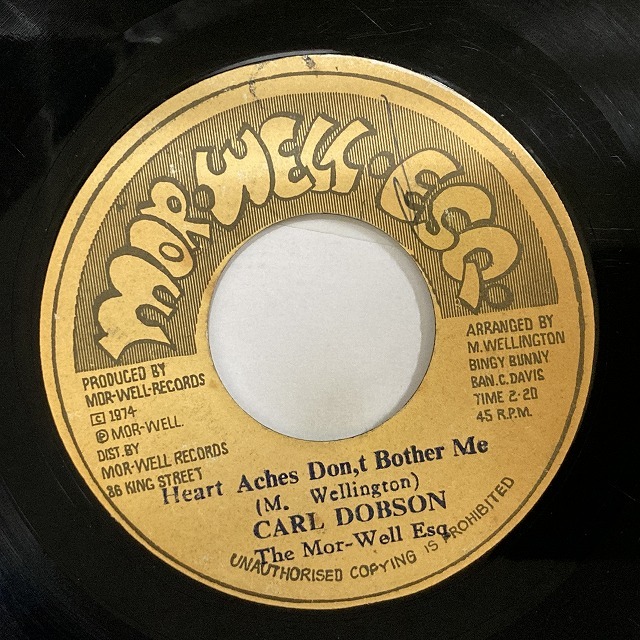 MOR-WELL-ESQ.
PRODUCED BY
MOR-WELL-RECORDS
© 1974
℗ MOR-WELL.
DIST. BY
MOR-WELL RECORDS
86 KING STREET
ARRANGED BY
M. WELLINGTON
BINGY BUNNY
BAN.C.DAVIS
TIME 2-20
45 R.P.M.
Heart Aches Don,t Bother Me
(M. Wellington)
CARL DOBSON
The Mor-Well Esq.
UNAUTHORISED COPYING IS PROHIBITED